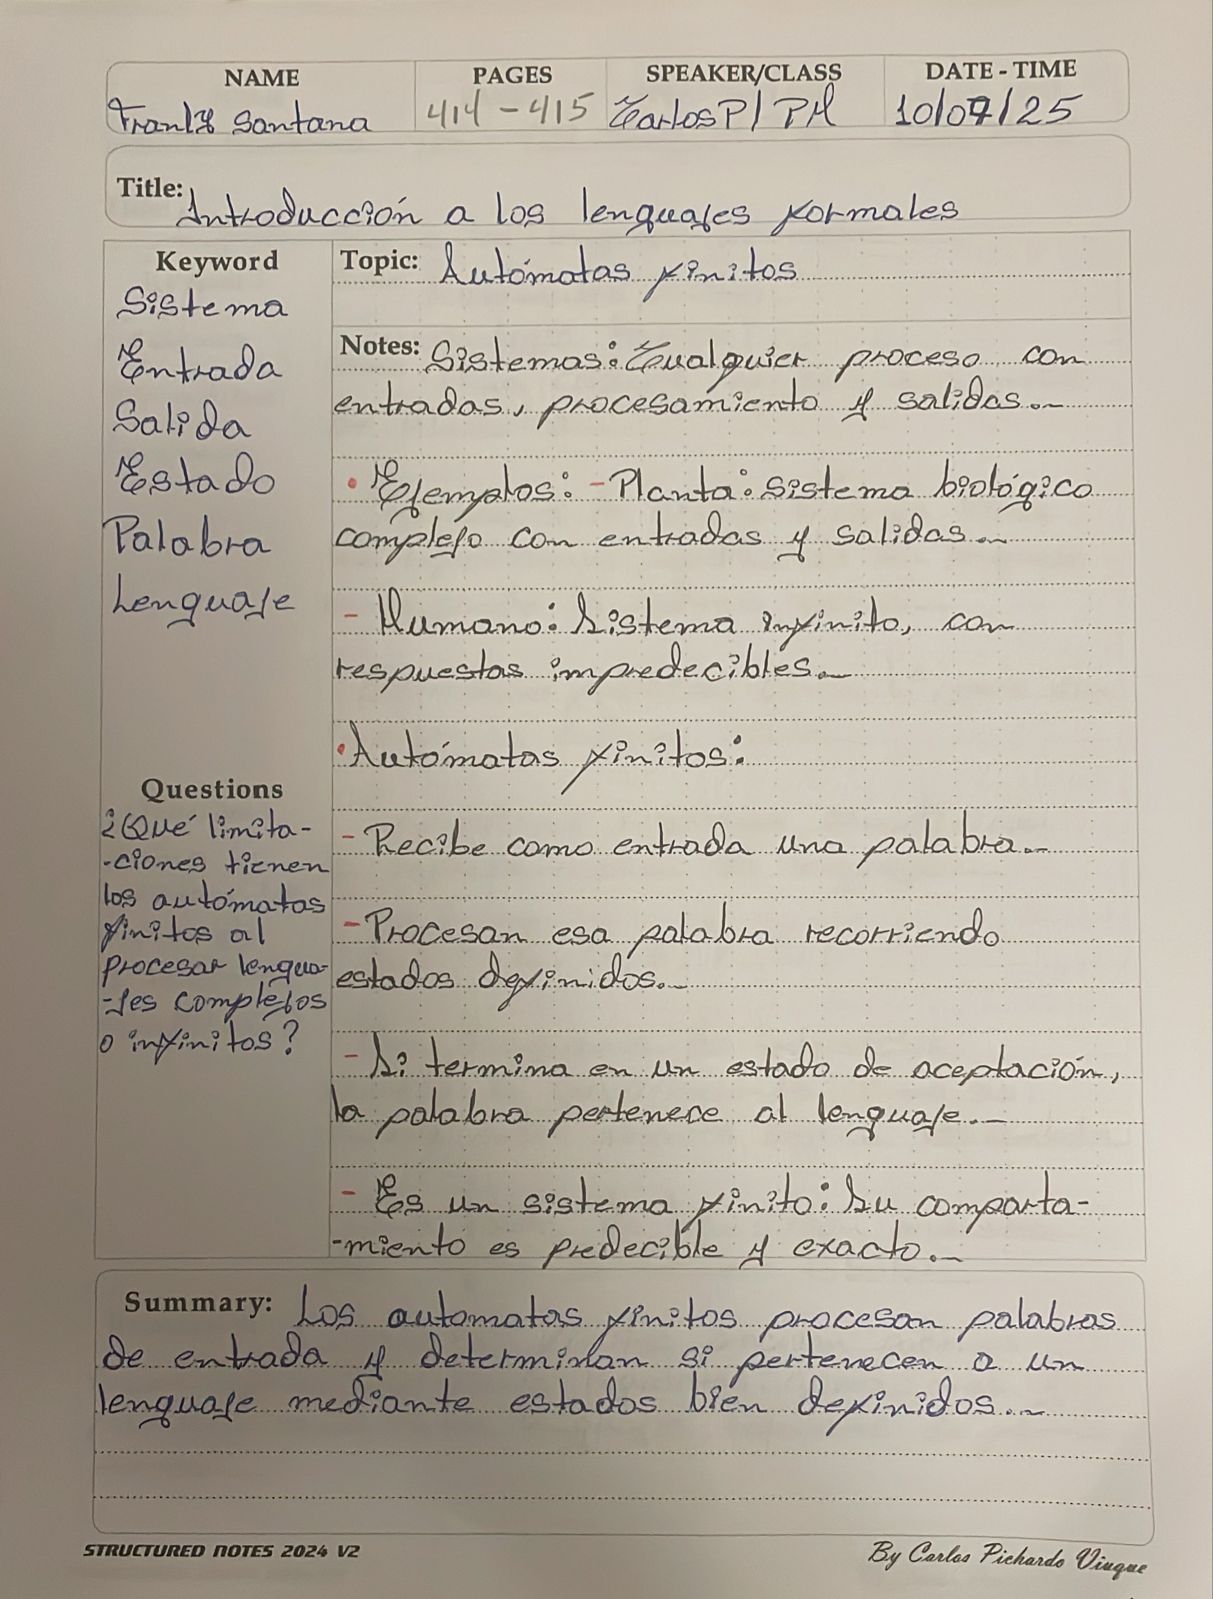 NAME PAGES SPEAKER/CLASS DATE - TIME
Santana 414 - 415 Carlos P / PM 10/07/25
Title: Introducción a los lenguajes formales
Keyword
Sistema
Entrada
Salida
Estado
Palabra
Lenguaje
Questions
¿Qué limita-
-ciones tienen
los autómatas
finitos al
procesar lengua-
-jes complejos
o infinitos?
Topic: Autómatas finitos
Notes: Sistemas: Cualquier proceso con
entradas, procesamiento y salidas.-
• Ejemplos: - Planta: Sistema biológico
complejo con entradas y salidas.-
- Humano: Sistema infinito, con
respuestas impredecibles.-
• Autómatas finitos:
- Recibe como entrada una palabra.-
- Procesan esa palabra recorriendo
estados definidos.-
- Si termina en un estado de aceptación,
la palabra pertenece al lenguaje.-
- Es un sistema finito: Su comporta-
-miento es predecible y exacto.-
Summary: Los automatas finitos procesan palabras
de entrada y determinan si pertenecen a un
lenguaje mediante estados bien definidos.-
STRUCTURED NOTES 2024 V2
By Carlos Pichardo Viuque